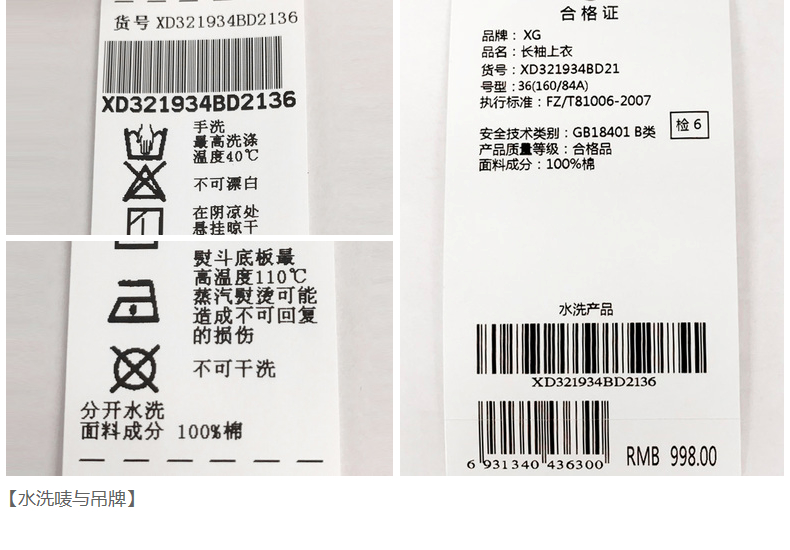 货号 XD321934BD2136
XD321934BD2136
手洗
最高洗涤
温度40℃
不可漂白
在阴凉处
悬挂晾干
熨斗底板最
高温度110℃
蒸汽熨烫可能
造成不可回复
的损伤
不可干洗
分开水洗
面料成分 100%棉
合格证
品牌：XG
品名：长袖上衣
货号：XD321934BD21
号型：36(160/84A)
执行标准：FZ/T81006-2007
检 6
安全技术类别：GB18401 B类
产品质量等级：合格品
面料成分：100%棉
水洗产品
XD321934BD2136
6 931340 436300
RMB 998.00
【水洗唛与吊牌】